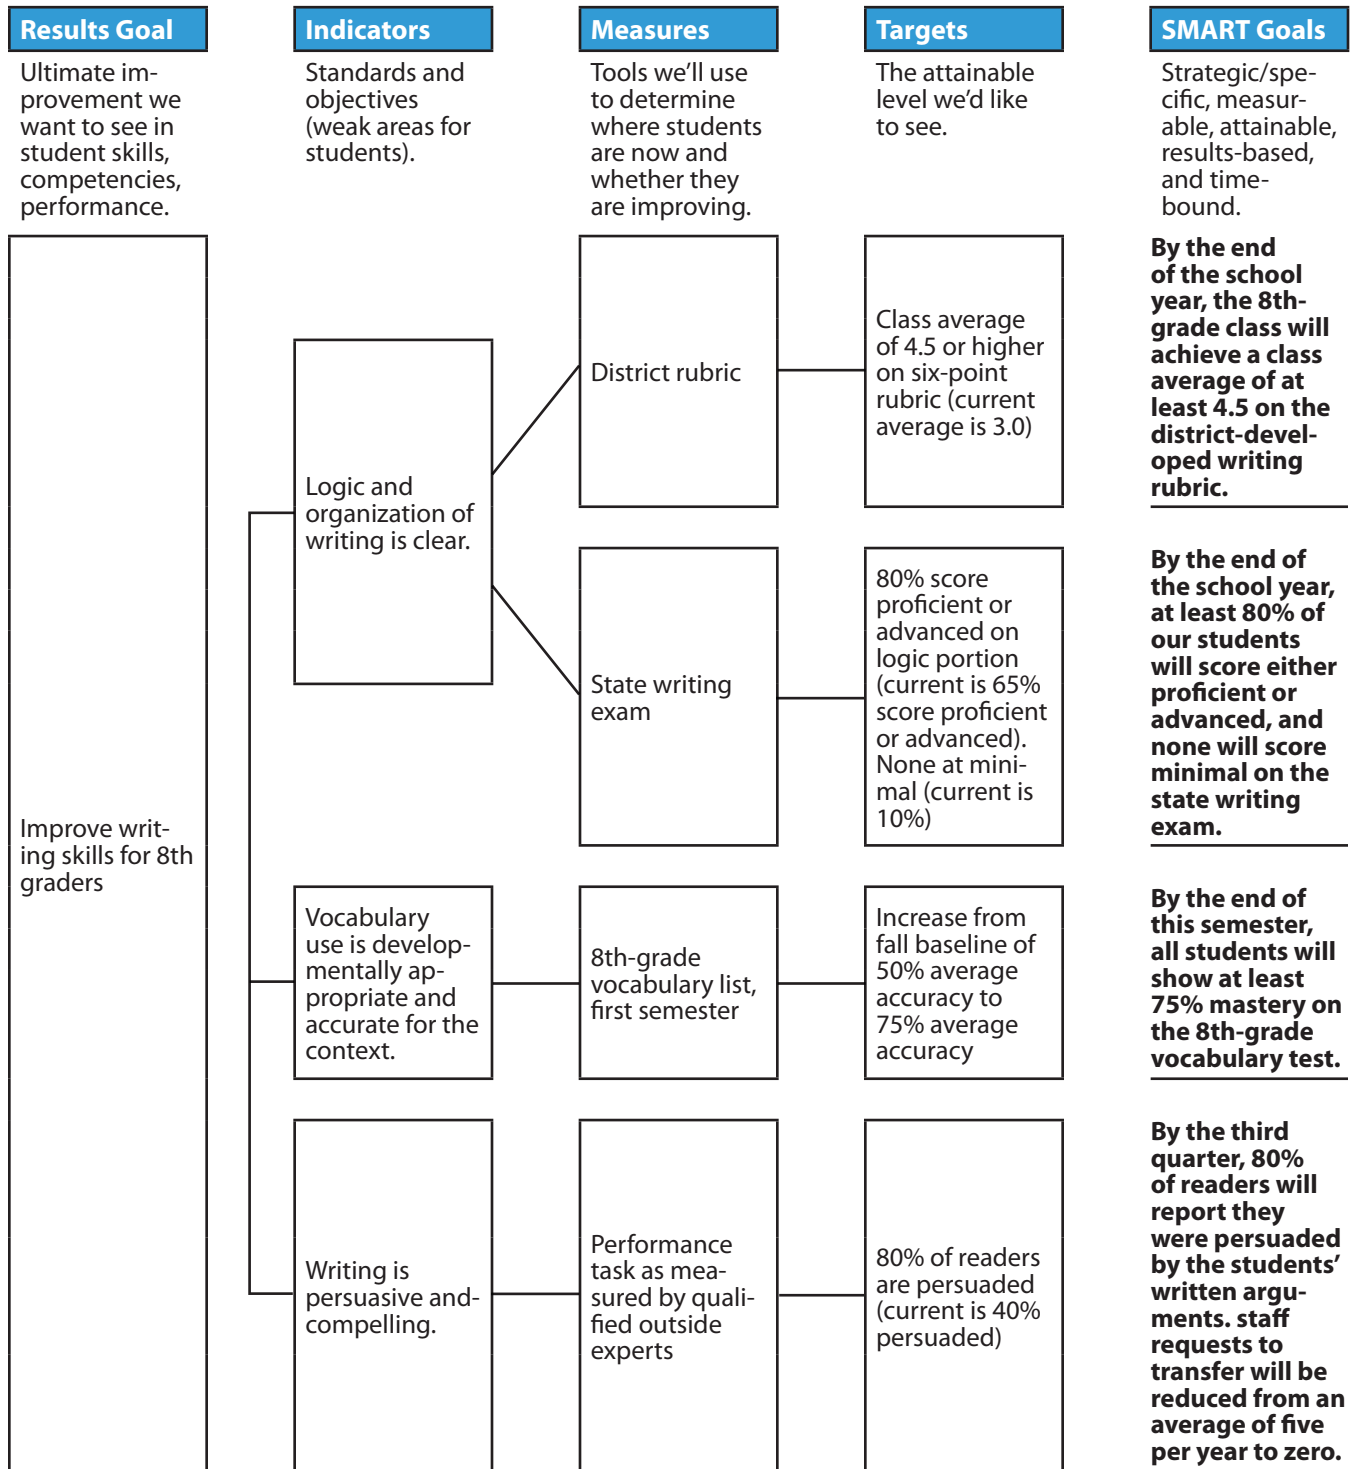 Results Goal
Ultimate im-
provement we
want to see in
student skills,
competencies,
performance.
Indicators
Standards and
objectives
(weak areas for
students).
Measures
Tools we'll use
to determine
where students
are now and
whether they
are improving.
Targets
The attainable
level we'd like
to see.
SMART Goals
Strategic/spe-
cific, measur-
able, attainable,
results-based,
and time-
bound.
Improve writ-
ing skills for 8th
graders
Logic and
organization of
writing is clear.
District rubric
Class average
of 4.5 or higher
on six-point
rubric (current
average is 3.0)
By the end
of the school
year, the 8th-
grade class will
achieve a class
average of at
least 4.5 on the
district-devel-
oped writing
rubric.
State writing
exam
80% score
proficient or
advanced on
logic portion
(current is 65%
score proficient
or advanced).
None at mini-
mal (current is
10%)
By the end of
the school year,
at least 80% of
our students
will score either
proficient or
advanced, and
none will score
minimal on the
state writing
exam.
Vocabulary
use is develop-
mentally ap-
propriate and
accurate for the
context.
8th-grade
vocabulary list,
first semester
Increase from
fall baseline of
50% average
accuracy to
75% average
accuracy
By the end of
this semester,
all students will
show at least
75% mastery on
the 8th-grade
vocabulary test.
Writing is
persuasive and-
compelling.
Performance
task as mea-
sured by quali-
fied outside
experts
80% of readers
are persuaded
(current is 40%
persuaded)
By the third
quarter, 80%
of readers will
report they
were persuaded
by the students'
written argu-
ments. staff
requests to
transfer will be
reduced from an
average of five
per year to zero.